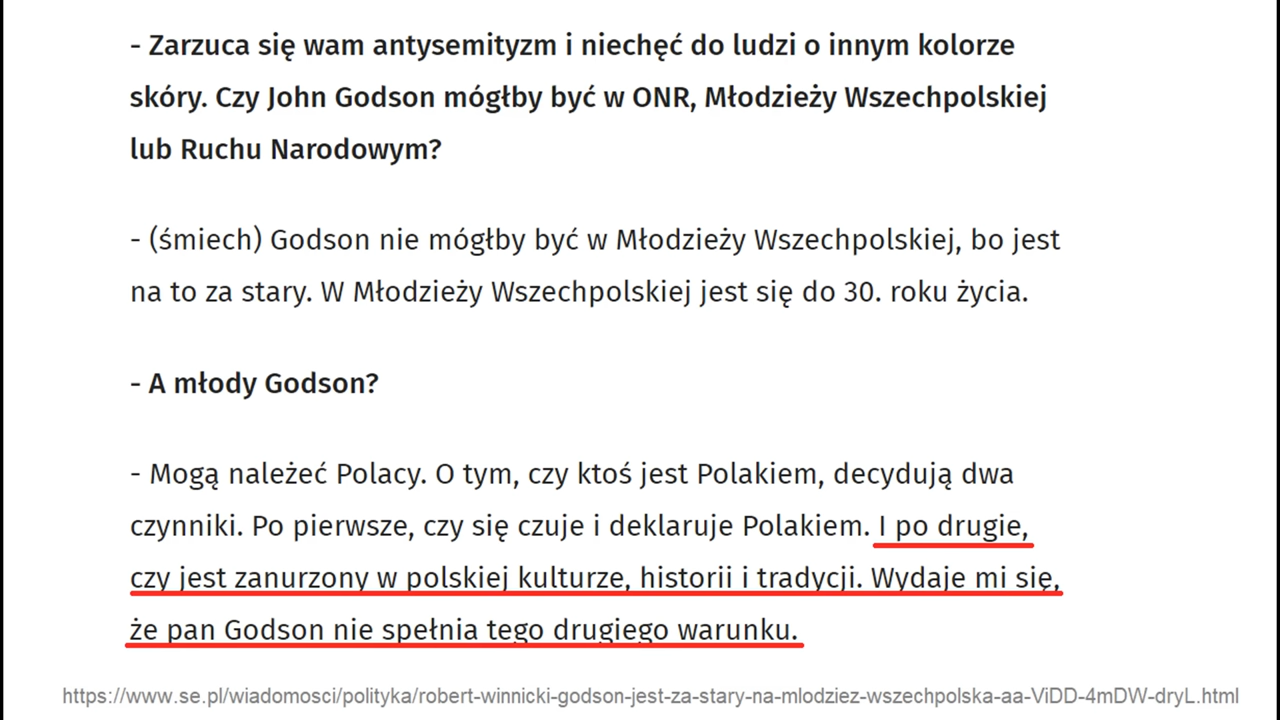 - Zarzuca się wam antysemityzm i niechęć do ludzi o innym kolorze
skóry. Czy John Godson mógłby być w ONR, Młodzieży Wszechpolskiej
lub Ruchu Narodowym?
- (śmiech) Godson nie mógłby być w Młodzieży Wszechpolskiej, bo jest
na to za stary. W Młodzieży Wszechpolskiej jest się do 30. roku życia.
- A młody Godson?
- Mogą należeć Polacy. O tym, czy ktoś jest Polakiem, decydują dwa
czynniki. Po pierwsze, czy się czuje i deklaruje Polakiem. I po drugie,
czy jest zanurzony w polskiej kulturze, historii i tradycji. Wydaje mi się,
że pan Godson nie spełnia tego drugiego warunku.
https://www.se.pl/wiadomosci/polityka/robert-winnicki-godson-jest-za-stary-na-mlodziez-wszechpolska-aa-ViDD-4mDW-dryL.html